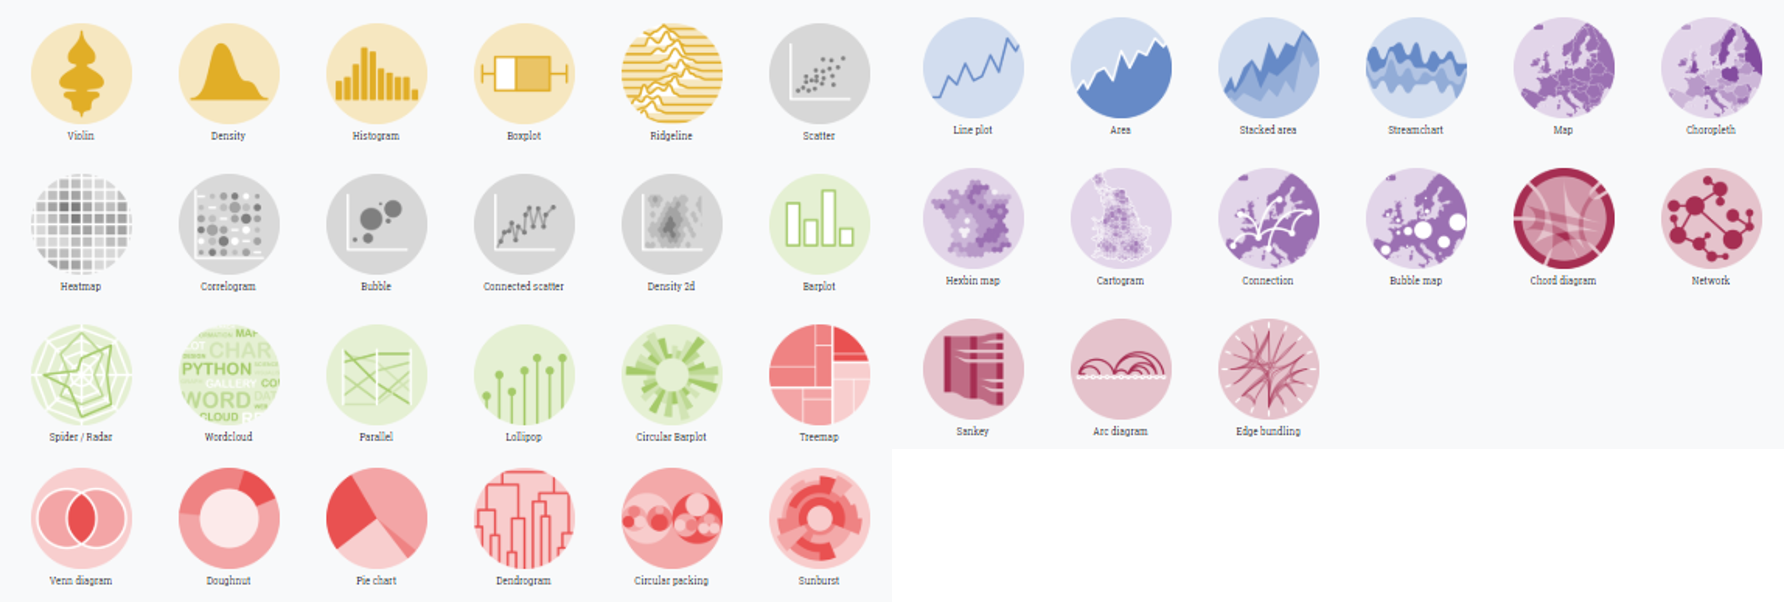 Violin
Density
Histogram
Boxplot
Ridgeline
Scatter
Line plot
Area
Stacked area
Streamchart
Map
Choropleth
Heatmap
Correlogram
Bubble
Connected scatter
Density 2d
Barplot
Hexbin map
Cartogram
Connection
Bubble map
Chord diagram
Network
MAP
CHAR
PYTHON
GALLERY
WORD
DAT
CLOUD
Spider / Radar
Wordcloud
Parallel
Lollipop
Circular Barplot
Treemap
Sankey
Arc diagram
Edge bundling
Venn diagram
Doughnut
Pie chart
Dendrogram
Circular packing
Sunburst